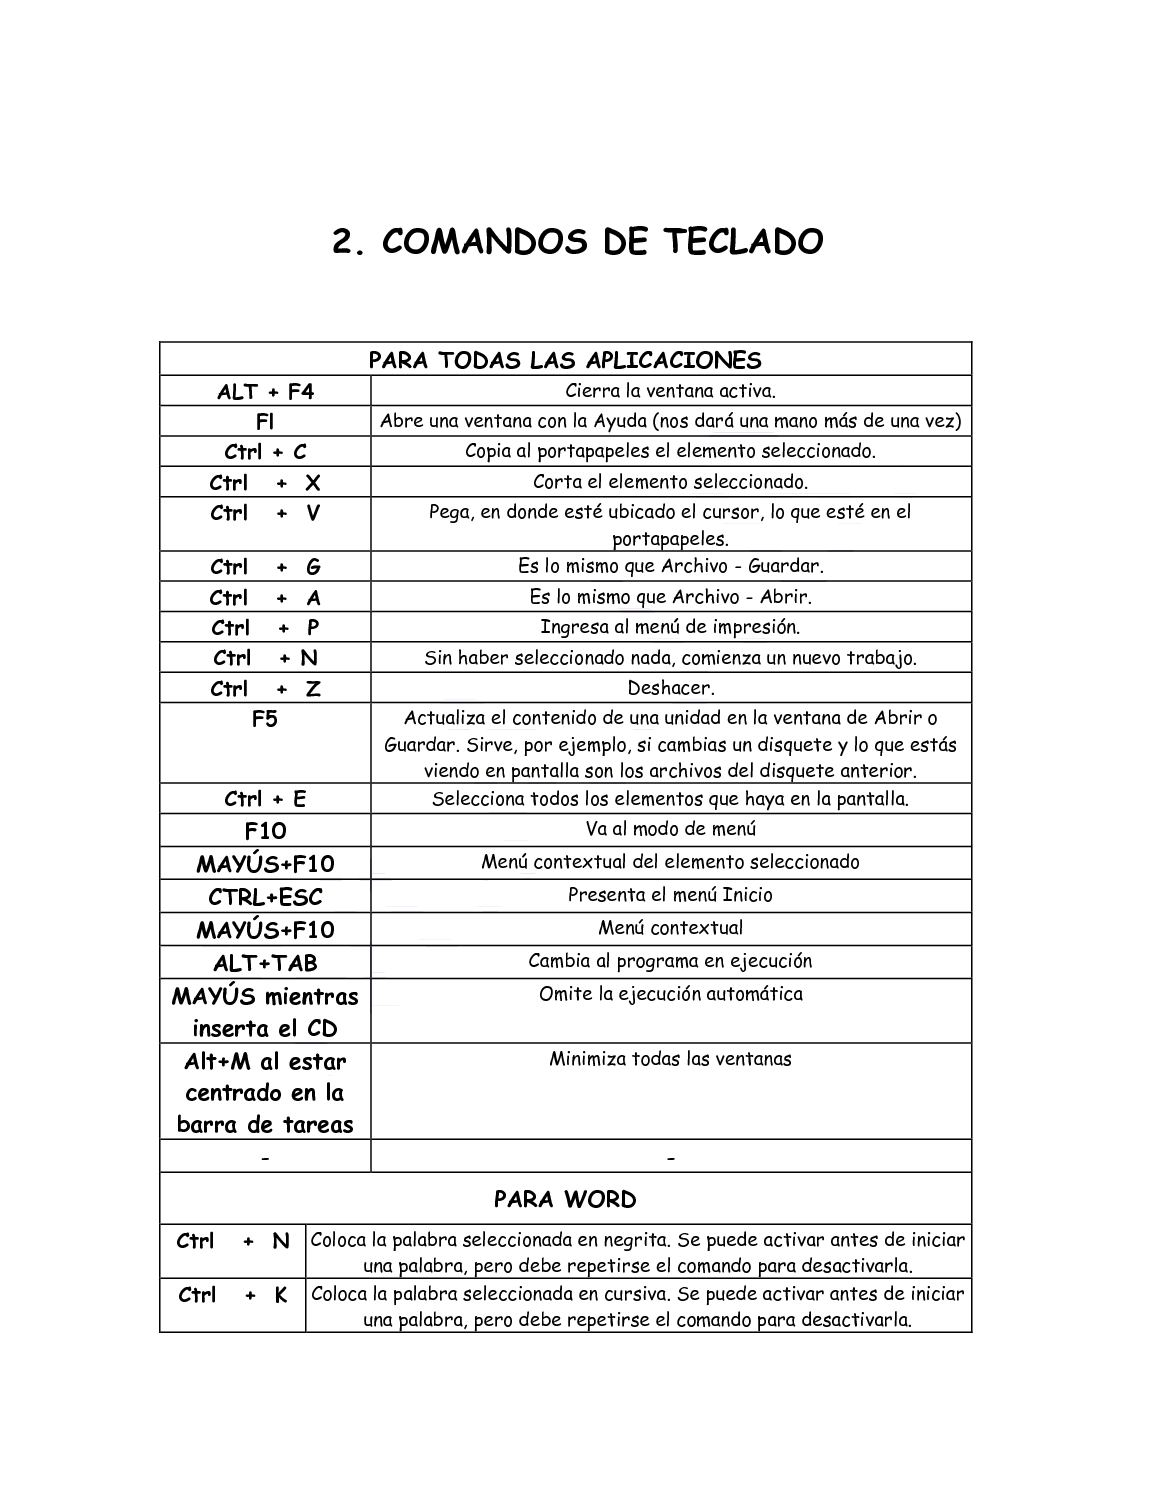 2. COMANDOS DE TECLADO
PARA TODAS LAS APLICACIONES
ALT + F4 Cierra la ventana activa.
Fl Abre una ventana con la Ayuda (nos dará una mano más de una vez)
Ctrl + C Copia al portapapeles el elemento seleccionado.
Ctrl + X Corta el elemento seleccionado.
Ctrl + V Pega, en donde esté ubicado el cursor, lo que esté en el
portapapeles.
Ctrl + G Es lo mismo que Archivo - Guardar.
Ctrl + A Es lo mismo que Archivo - Abrir.
Ctrl + P Ingresa al menú de impresión.
Ctrl + N Sin haber seleccionado nada, comienza un nuevo trabajo.
Ctrl + Z Deshacer.
F5 Actualiza el contenido de una unidad en la ventana de Abrir o
Guardar. Sirve, por ejemplo, si cambias un disquete y lo que estás
viendo en pantalla son los archivos del disquete anterior.
Ctrl + E Selecciona todos los elementos que haya en la pantalla.
F10 Va al modo de menú
MAYÚS+F10 Menú contextual del elemento seleccionado
CTRL+ESC Presenta el menú Inicio
MAYÚS+F10 Menú contextual
ALT+TAB Cambia al programa en ejecución
MAYÚS mientras Omite la ejecución automática
inserta el CD
Alt+M al estar Minimiza todas las ventanas
centrado en la
barra de tareas
- -
PARA WORD
Ctrl + N Coloca la palabra seleccionada en negrita. Se puede activar antes de iniciar
una palabra, pero debe repetirse el comando para desactivarla.
Ctrl + K Coloca la palabra seleccionada en cursiva. Se puede activar antes de iniciar
una palabra, pero debe repetirse el comando para desactivarla.